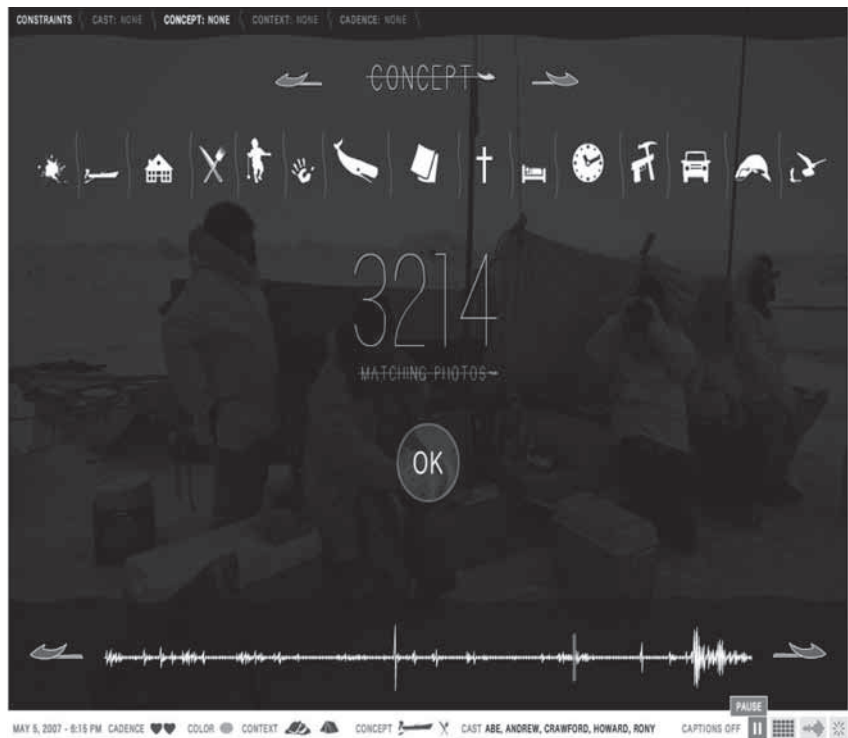 CONSTRAINTS CAST: NONE CONCEPT: NONE CONTEXT: NONE CADENCE: NONE
CONCEPT
3214
MATCHING PHOTOS
OK
PAUSE
MAY 5, 2007 - 6:15 PM CADENCE COLOR CONTEXT CONCEPT CAST ABE, ANDREW, CRAWFORD, HOWARD, RONY CAPTIONS OFF